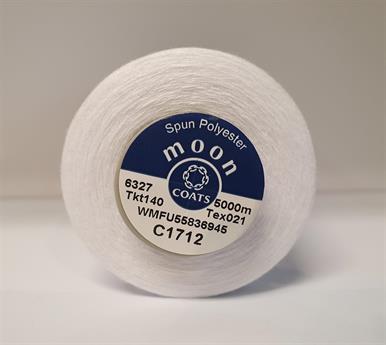 Spun Polyester
moon
COATS
6327 5000m
Tkt140 Tex021
WMFU55836945
C1712